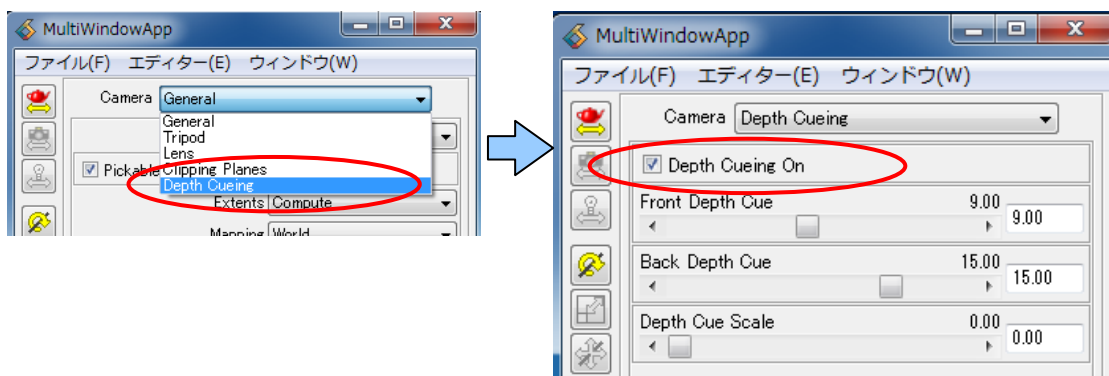 MultiWindowApp
ファイル(F) エディター(E) ウィンドウ(W)
Camera General
General
Tripod
Lens
Pickable Clipping Planes
Depth Cueing
Extents Compute
Mapping World
MultiWindowApp
ファイル(F) エディター(E) ウィンドウ(W)
Camera Depth Cueing
Depth Cueing On
Front Depth Cue 9.00 9.00
Back Depth Cue 15.00 15.00
Depth Cue Scale 0.00 0.00